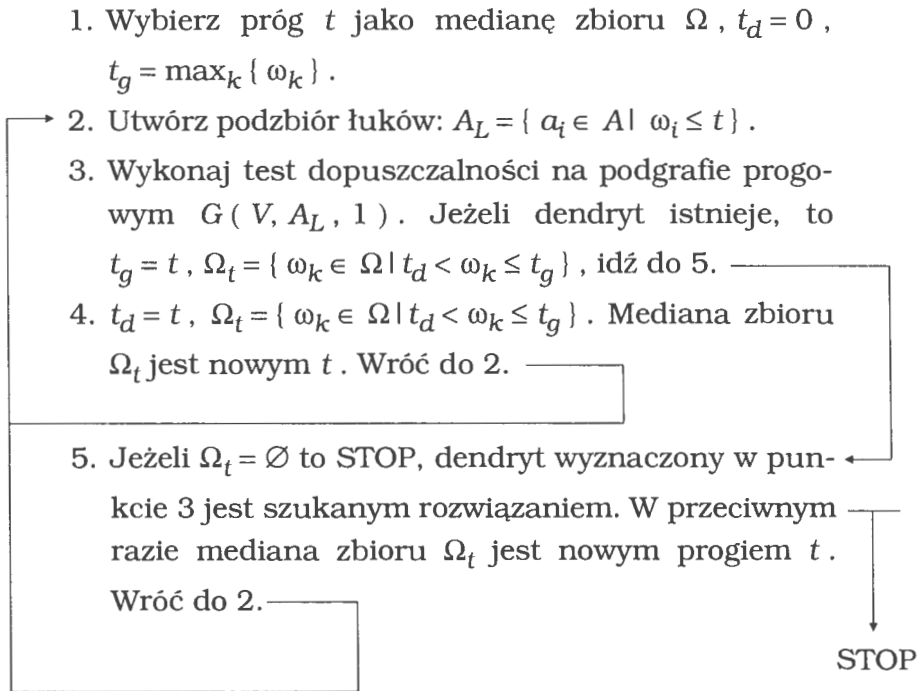 1. Wybierz próg t jako medianę zbioru Ω , t_d = 0 ,
t_g = max_k { ω_k } .
2. Utwórz podzbiór łuków: A_L = { a_i ∈ A | ω_i ≤ t } .
3. Wykonaj test dopuszczalności na podgrafie progo-
wym G ( V, A_L , 1 ) . Jeżeli dendryt istnieje, to
t_g = t , Ω_t = { ω_k ∈ Ω | t_d < ω_k ≤ t_g } , idź do 5.
4. t_d = t , Ω_t = { ω_k ∈ Ω | t_d < ω_k ≤ t_g } . Mediana zbioru
Ω_t jest nowym t . Wróć do 2.
5. Jeżeli Ω_t = ∅ to STOP, dendryt wyznaczony w pun-
kcie 3 jest szukanym rozwiązaniem. W przeciwnym
razie mediana zbioru Ω_t jest nowym progiem t .
Wróć do 2.
STOP